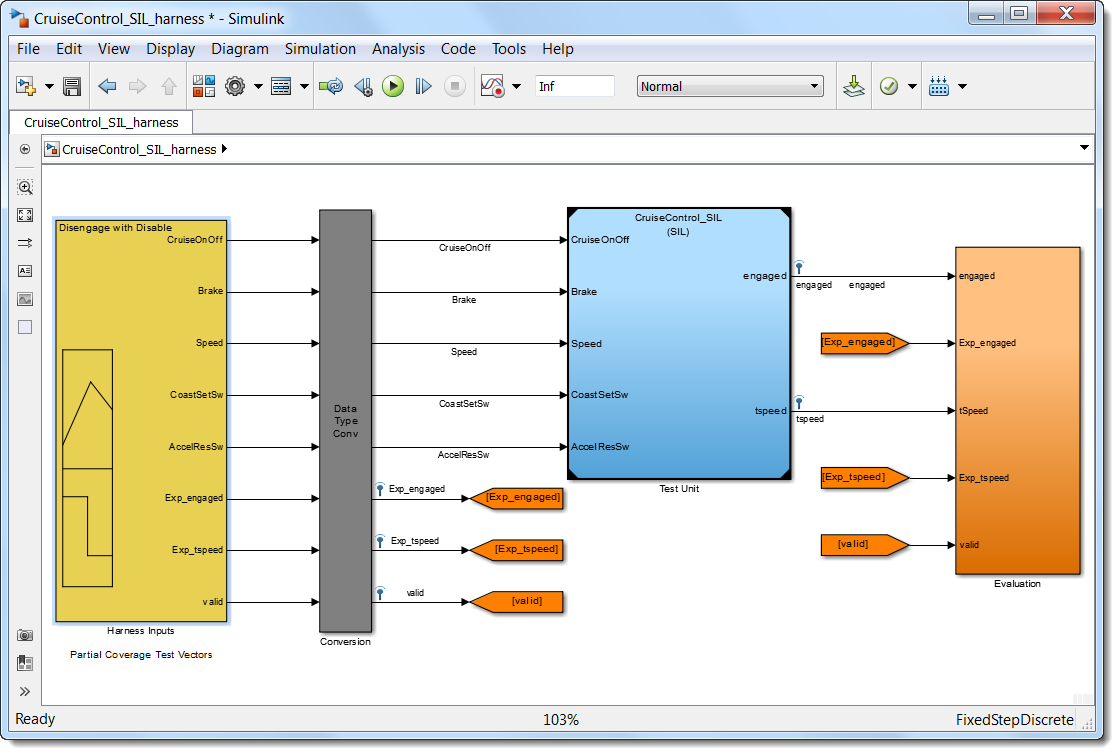 CruiseControl_SIL_harness * - Simulink
File Edit View Display Diagram Simulation Analysis Code Tools Help
Inf Normal
CruiseControl_SIL_harness
CruiseControl_SIL_harness
Disengage with Disable
CruiseOnOff
Brake
Speed
CoastSetSw
AccelResSw
Exp_engaged
Exp_tspeed
valid
Harness Inputs
Partial Coverage Test Vectors
Data
Type
Conv
Conversion
CruiseOnOff
Brake
Speed
CoastSetSw
AccelResSw
Exp_engaged
[Exp_engaged]
Exp_tspeed
[Exp_tspeed]
valid
[valid]
CruiseControl_SIL
(SIL)
CruiseOnOff
Brake
Speed
CoastSetSw
AccelResSw
engaged
tspeed
Test Unit
engaged engaged
[Exp_engaged]
tspeed
[Exp_tspeed]
[valid]
engaged
Exp_engaged
tSpeed
Exp_tspeed
valid
Evaluation
Ready 103% FixedStepDiscrete